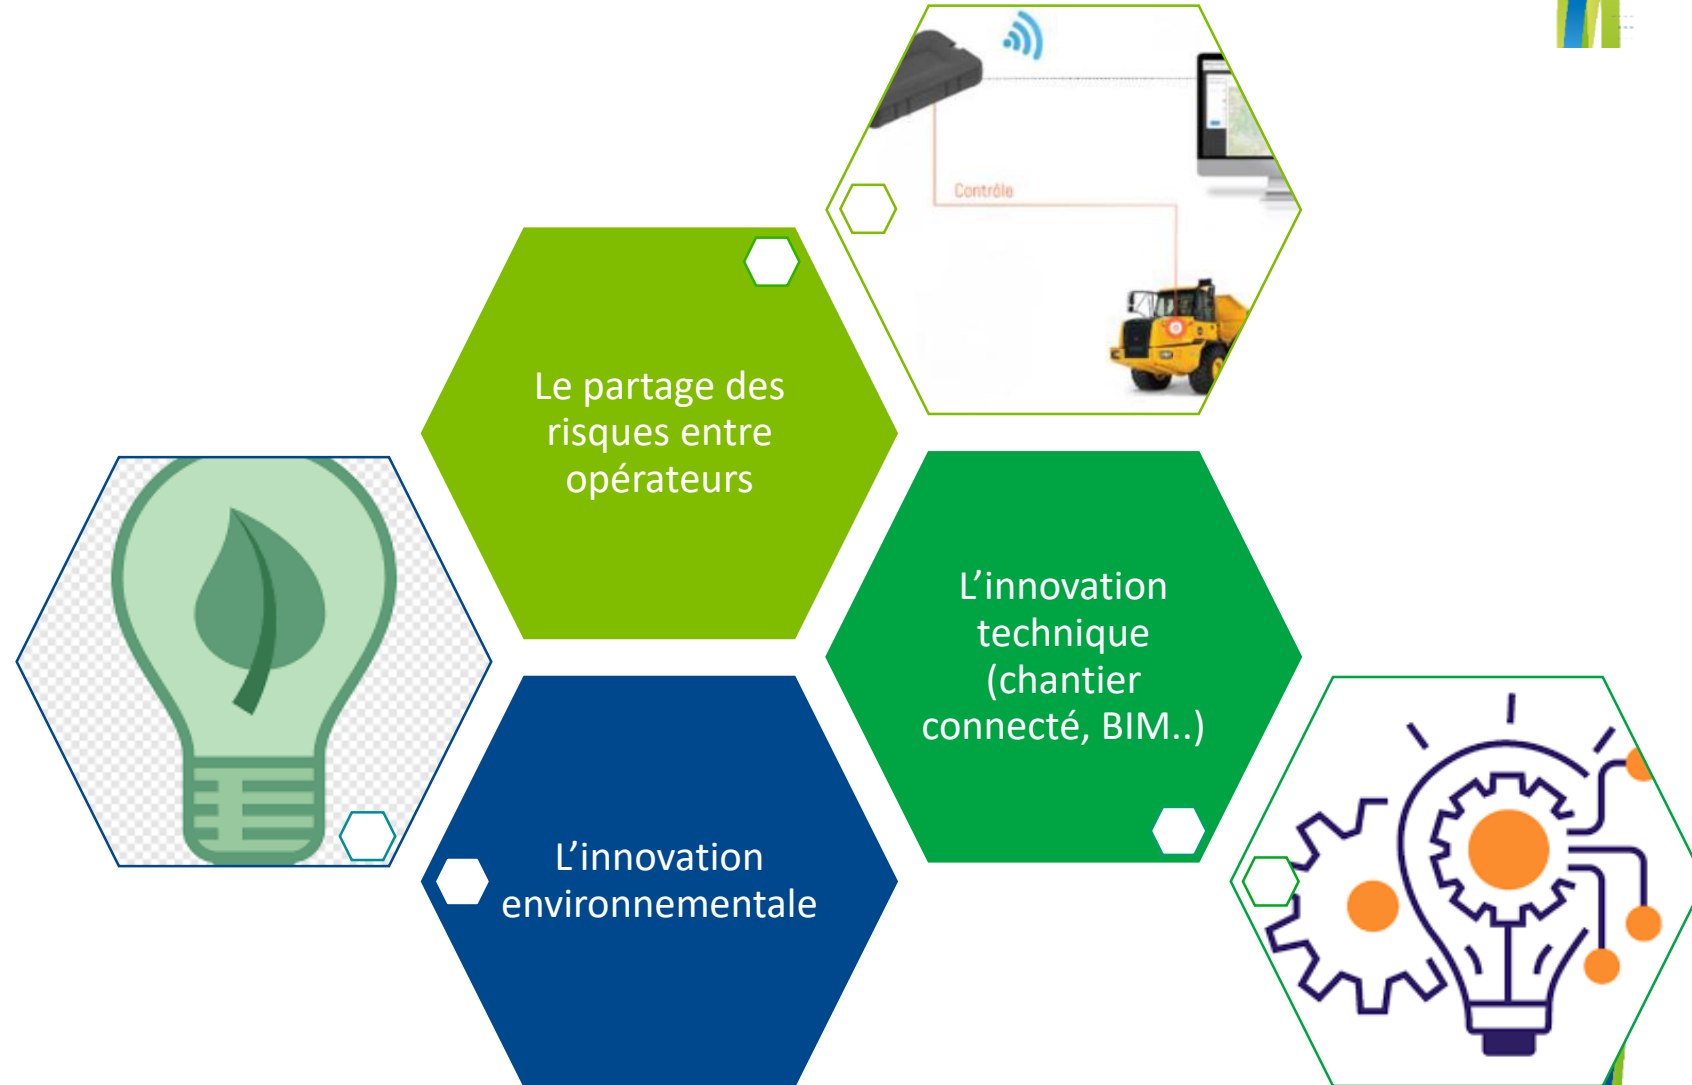 Contrôle
Le partage des
risques entre
opérateurs
L’innovation
technique
(chantier
connecté, BIM..)
L’innovation
environnementale